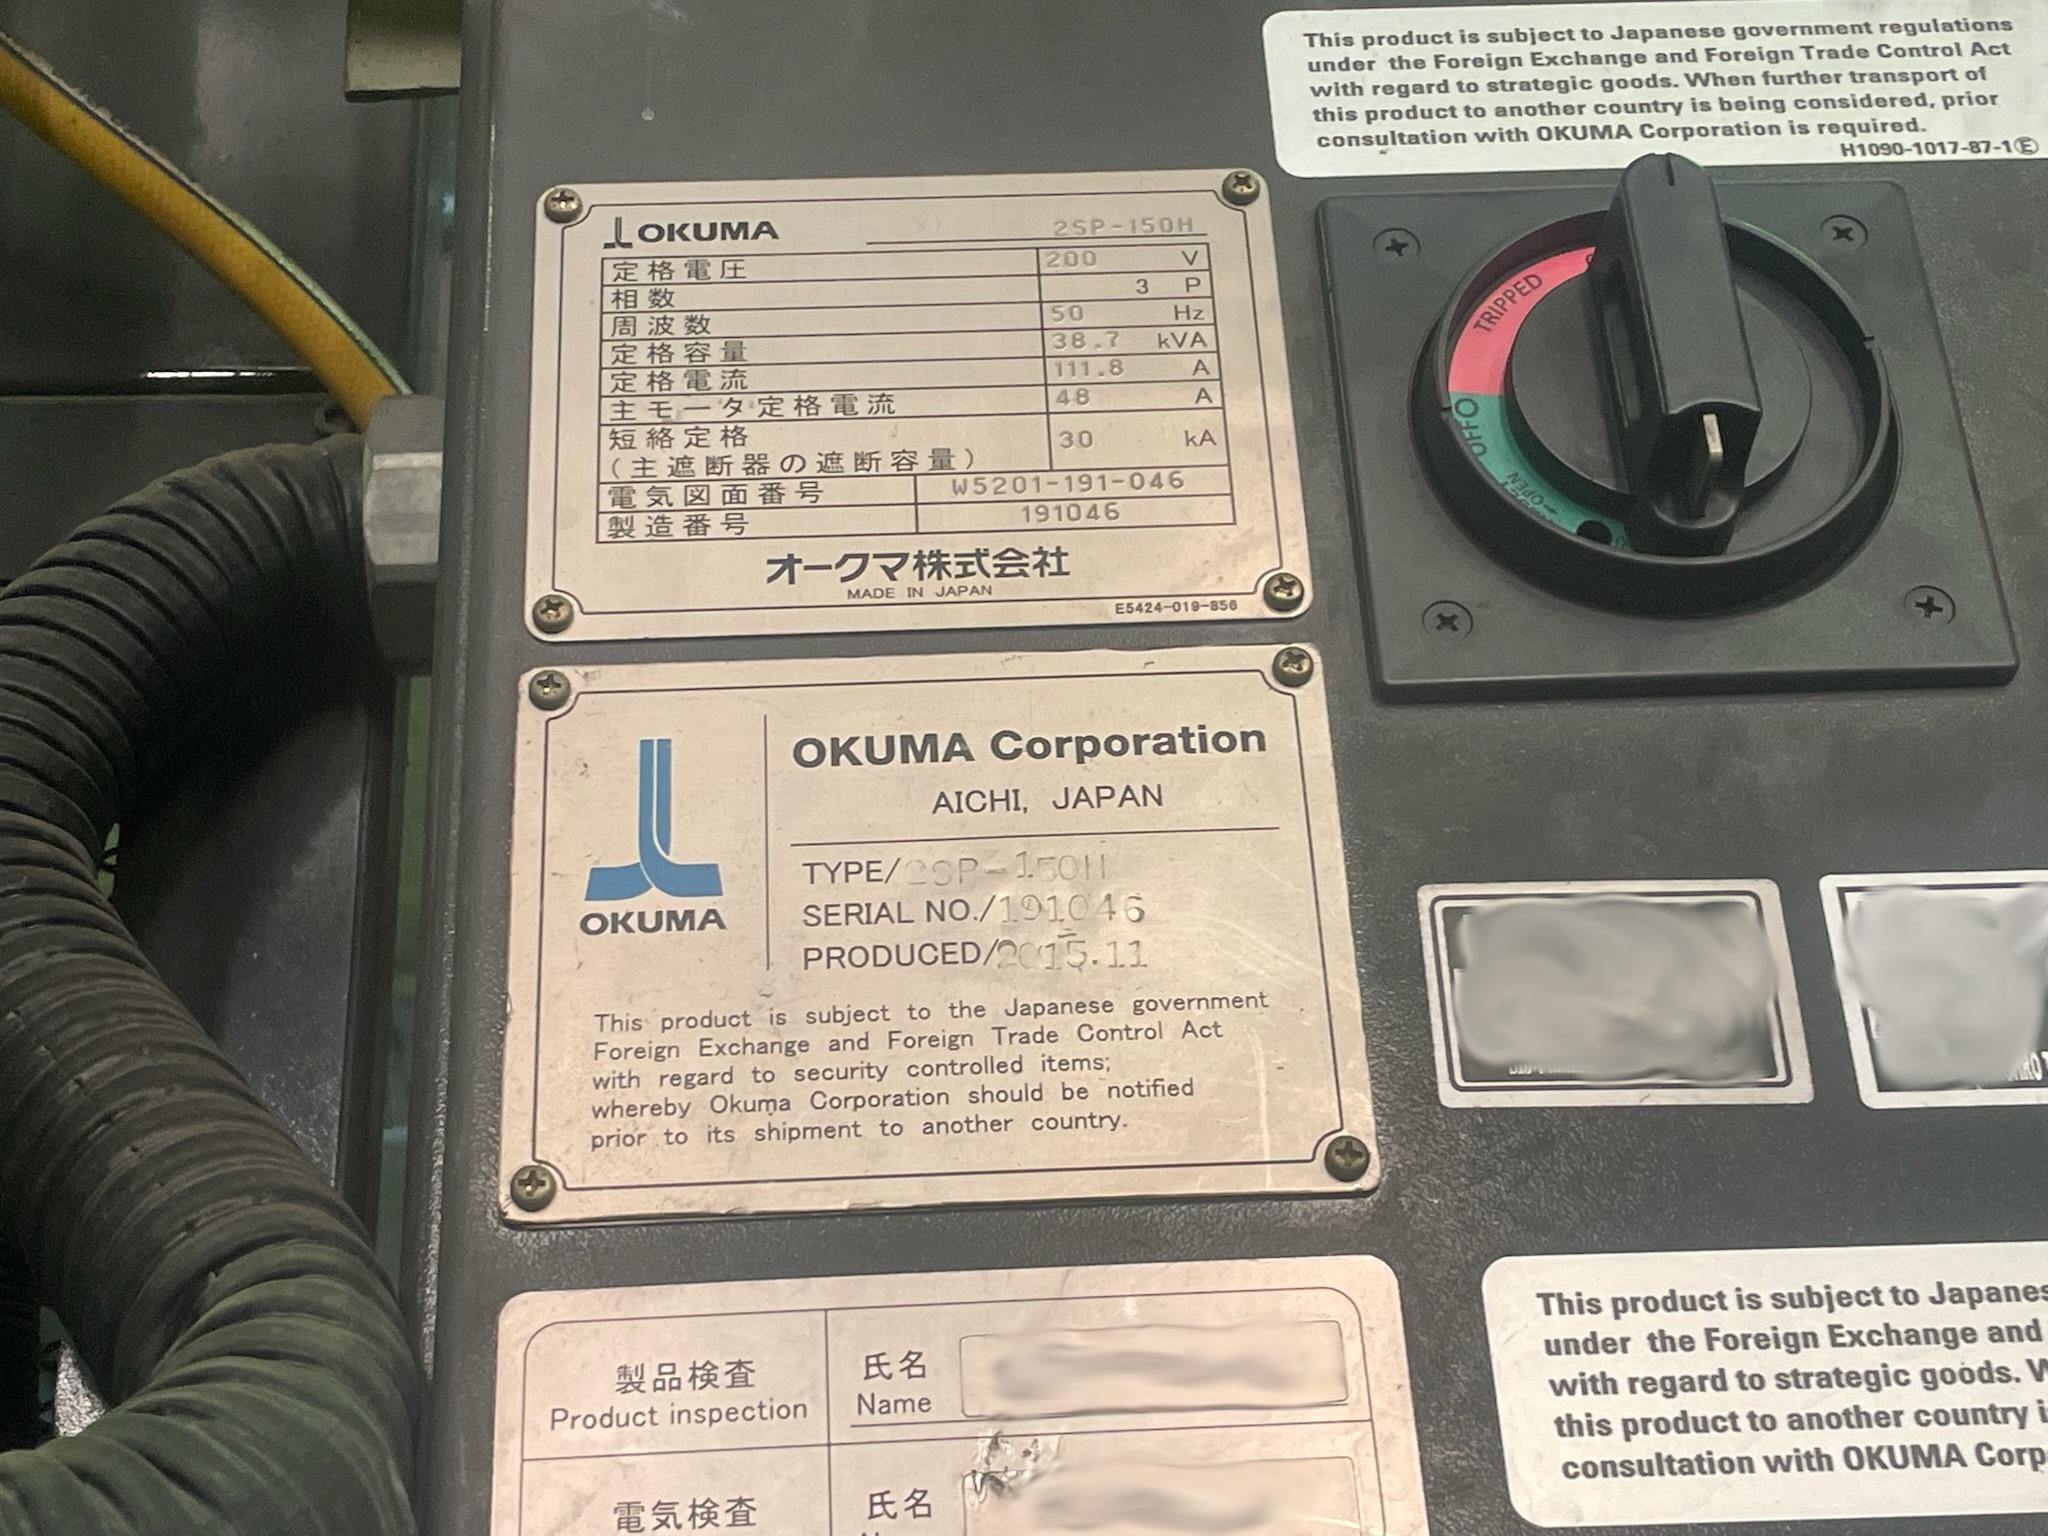 This product is subject to Japanese government regulations
under the Foreign Exchange and Foreign Trade Control Act
with regard to strategic goods. When further transport of
this product to another country is being considered, prior
consultation with OKUMA Corporation is required.
H1090-1017-87-1Ⓔ
OKUMA 2SP-150H
定格電圧 200 V
相数 3 P
周波数 50 Hz
定格容量 38.7 kVA
定格電流 111.8 A
主モータ定格電流 48 A
短絡定格 30 kA
(主遮断器の遮断容量)
電気図面番号 W5201-191-046
製造番号 191046
オークマ株式会社
MADE IN JAPAN
E5424-019-856
TRIPPED
OFF O
OPEN
OKUMA
OKUMA Corporation
AICHI, JAPAN
TYPE/2SP-150H
SERIAL NO./191046
PRODUCED/2015.11
This product is subject to the Japanese government
Foreign Exchange and Foreign Trade Control Act
with regard to security controlled items;
whereby Okuma Corporation should be notified
prior to its shipment to another country.
製品検査 氏名
Product inspection Name
電気検査 氏名
This product is subject to Japanes
under the Foreign Exchange and
with regard to strategic goods. W
this product to another country i
consultation with OKUMA Corp